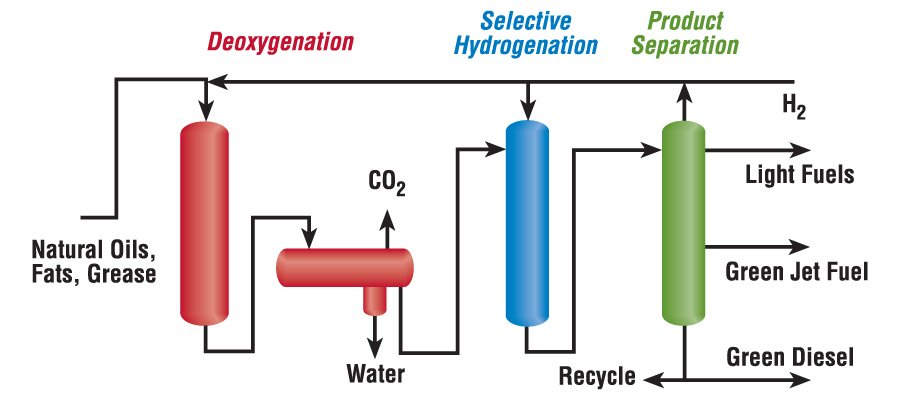 Deoxygenation
Selective
Hydrogenation
Product
Separation
H2
CO2
Light Fuels
Natural Oils,
Fats, Grease
Green Jet Fuel
Water
Recycle
Green Diesel